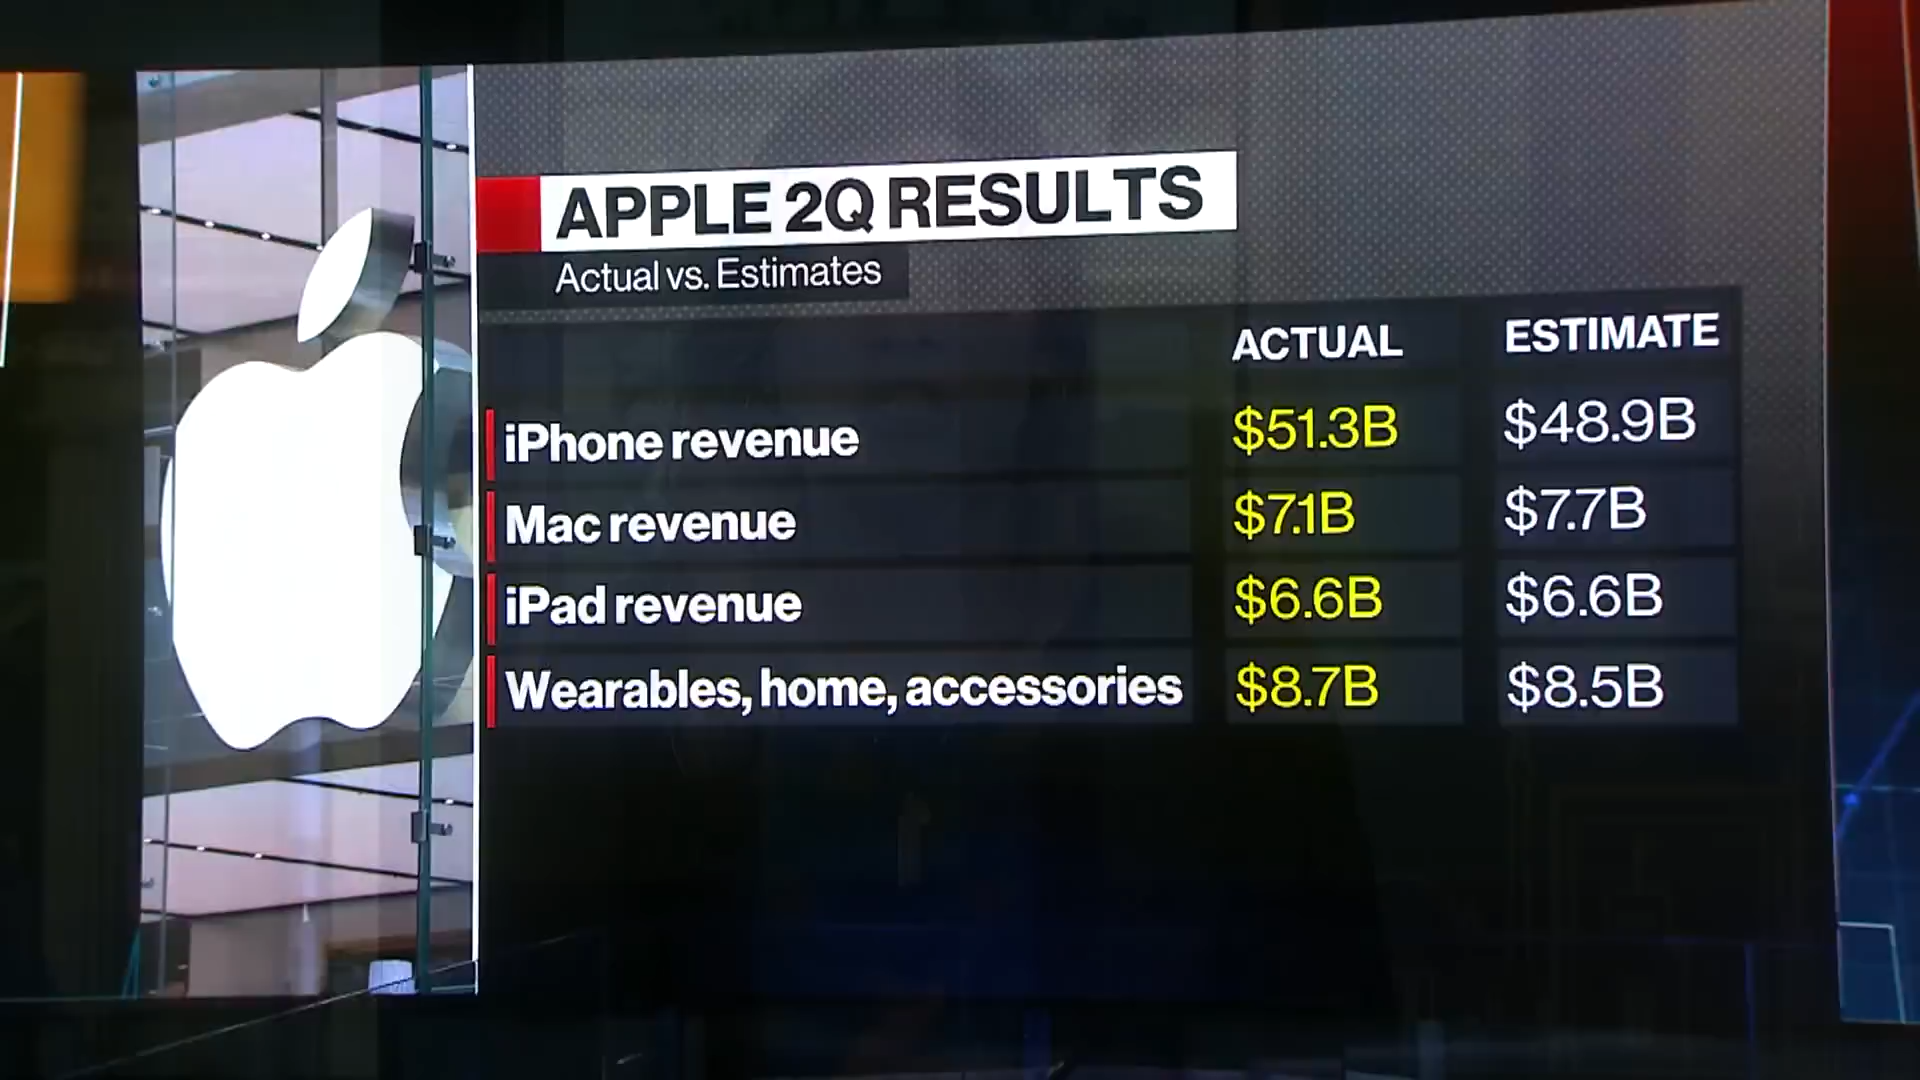 APPLE 2Q RESULTS
Actual vs. Estimates
ACTUAL ESTIMATE
iPhone revenue $51.3B $48.9B
Mac revenue $7.1B $7.7B
iPad revenue $6.6B $6.6B
Wearables, home, accessories $8.7B $8.5B